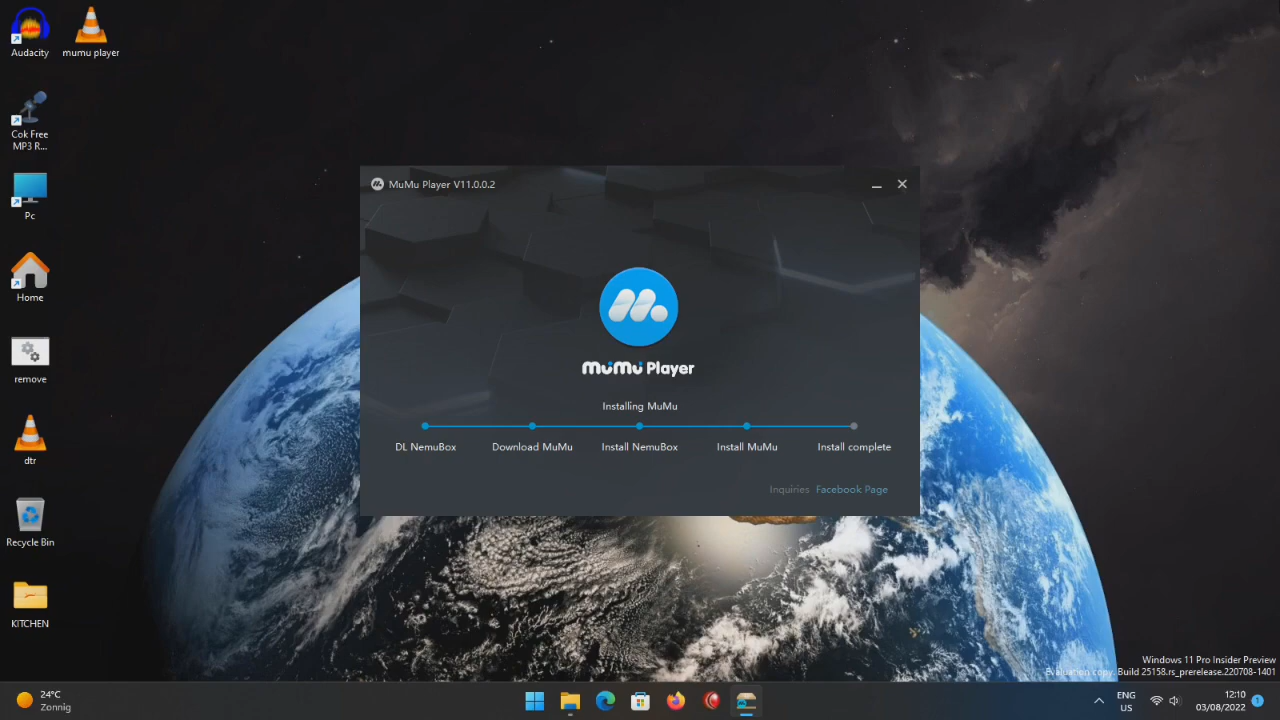 Audacity
mumu player
Cok Free
MP3 R...
Pc
Home
remove
dtr
Recycle Bin
KITCHEN
MuMu Player V11.0.0.2
MuMu Player
Installing MuMu
DL NemuBox
Download MuMu
Install NemuBox
Install MuMu
Install complete
Inquiries Facebook Page
Windows 11 Pro Insider Preview
Evaluation copy. Build 25158.rs_prerelease.220708-1401
24°C
Zonnig
ENG
US
12:10
03/08/2022
1